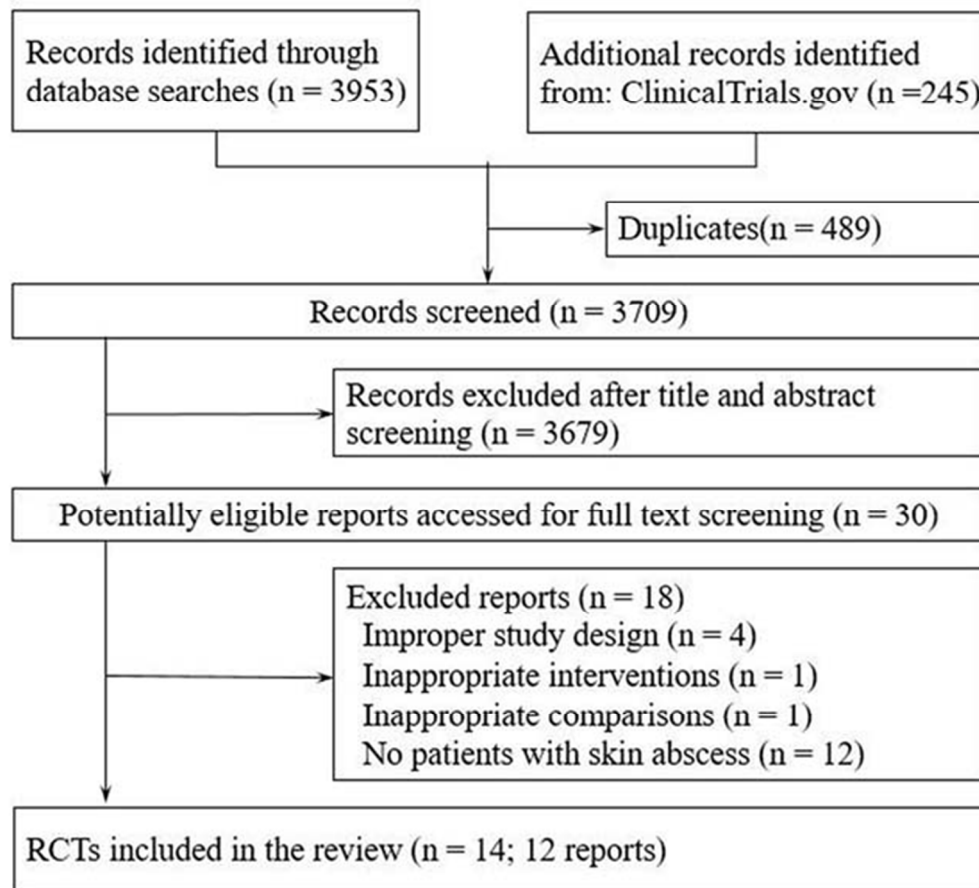 Records identified through
database searches (n = 3953)
Additional records identified
from: ClinicalTrials.gov (n =245)
Duplicates(n = 489)
Records screened (n = 3709)
Records excluded after title and abstract
screening (n = 3679)
Potentially eligible reports accessed for full text screening (n = 30)
Excluded reports (n = 18)
Improper study design (n = 4)
Inappropriate interventions (n = 1)
Inappropriate comparisons (n = 1)
No patients with skin abscess (n = 12)
RCTs included in the review (n = 14; 12 reports)